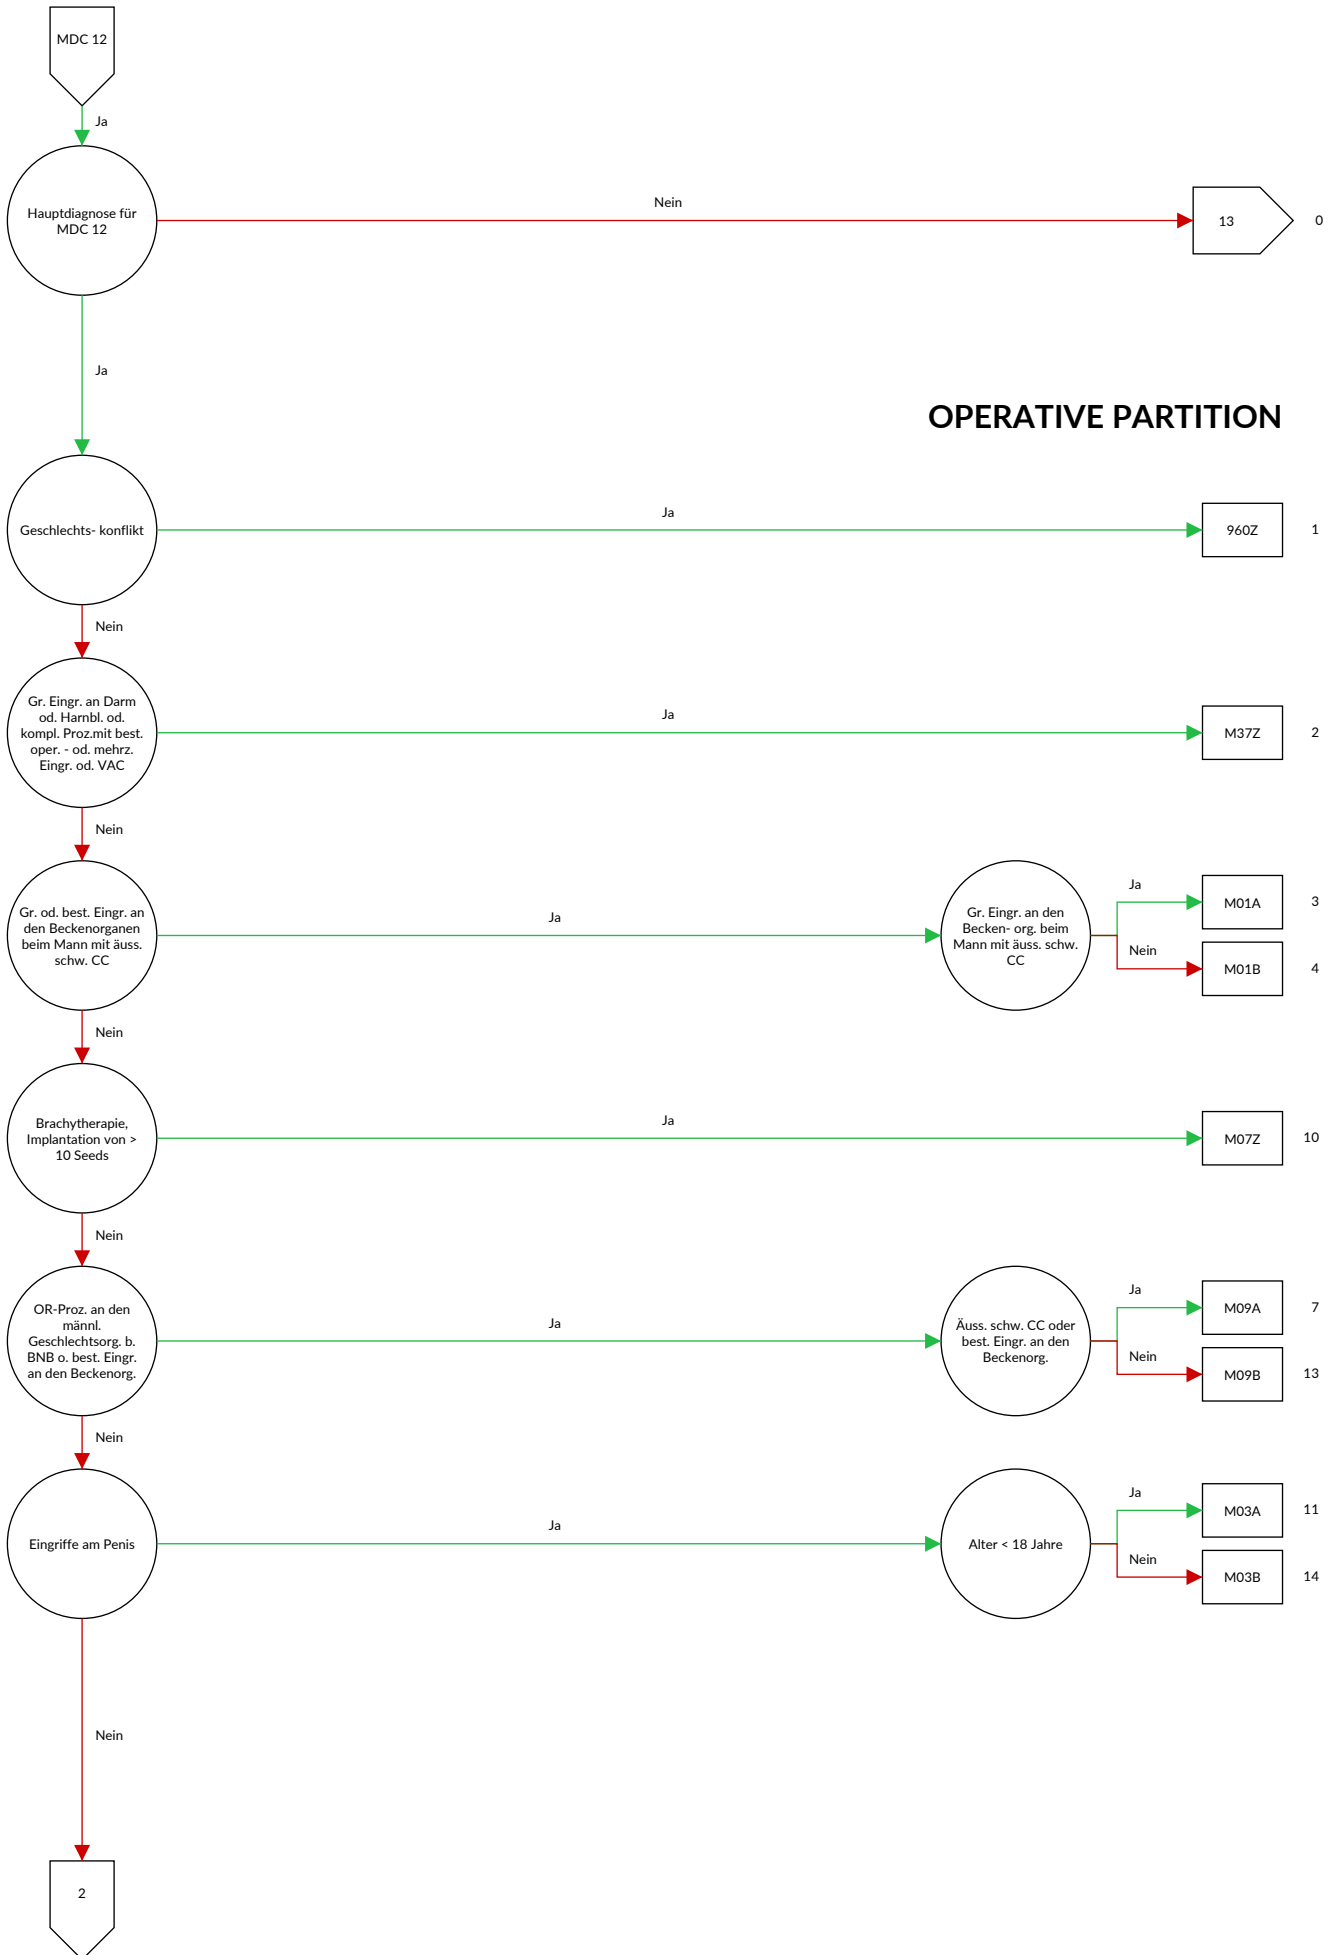 MDC 12
Ja
Hauptdiagnose für
MDC 12
Nein
13
0
Ja
OPERATIVE PARTITION
Geschlechts- konflikt
Ja
960Z
1
Nein
Gr. Eingr. an Darm
od. Harnbl. od.
kompl. Proz.mit best.
oper. - od. mehrz.
Eingr. od. VAC
Ja
M37Z
2
Nein
Gr. od. best. Eingr. an
den Beckenorganen
beim Mann mit äuss.
schw. CC
Ja
Gr. Eingr. an den
Becken- org. beim
Mann mit äuss. schw.
CC
Ja
M01A
3
Nein
M01B
4
Nein
Brachytherapie,
Implantation von >
10 Seeds
Ja
M07Z
10
Nein
OR-Proz. an den
männl.
Geschlechtsorg. b.
BNB o. best. Eingr.
an den Beckenorg.
Ja
Äuss. schw. CC oder
best. Eingr. an den
Beckenorg.
Ja
M09A
7
Nein
M09B
13
Nein
Eingriffe am Penis
Ja
Alter < 18 Jahre
Ja
M03A
11
Nein
M03B
14
Nein
2